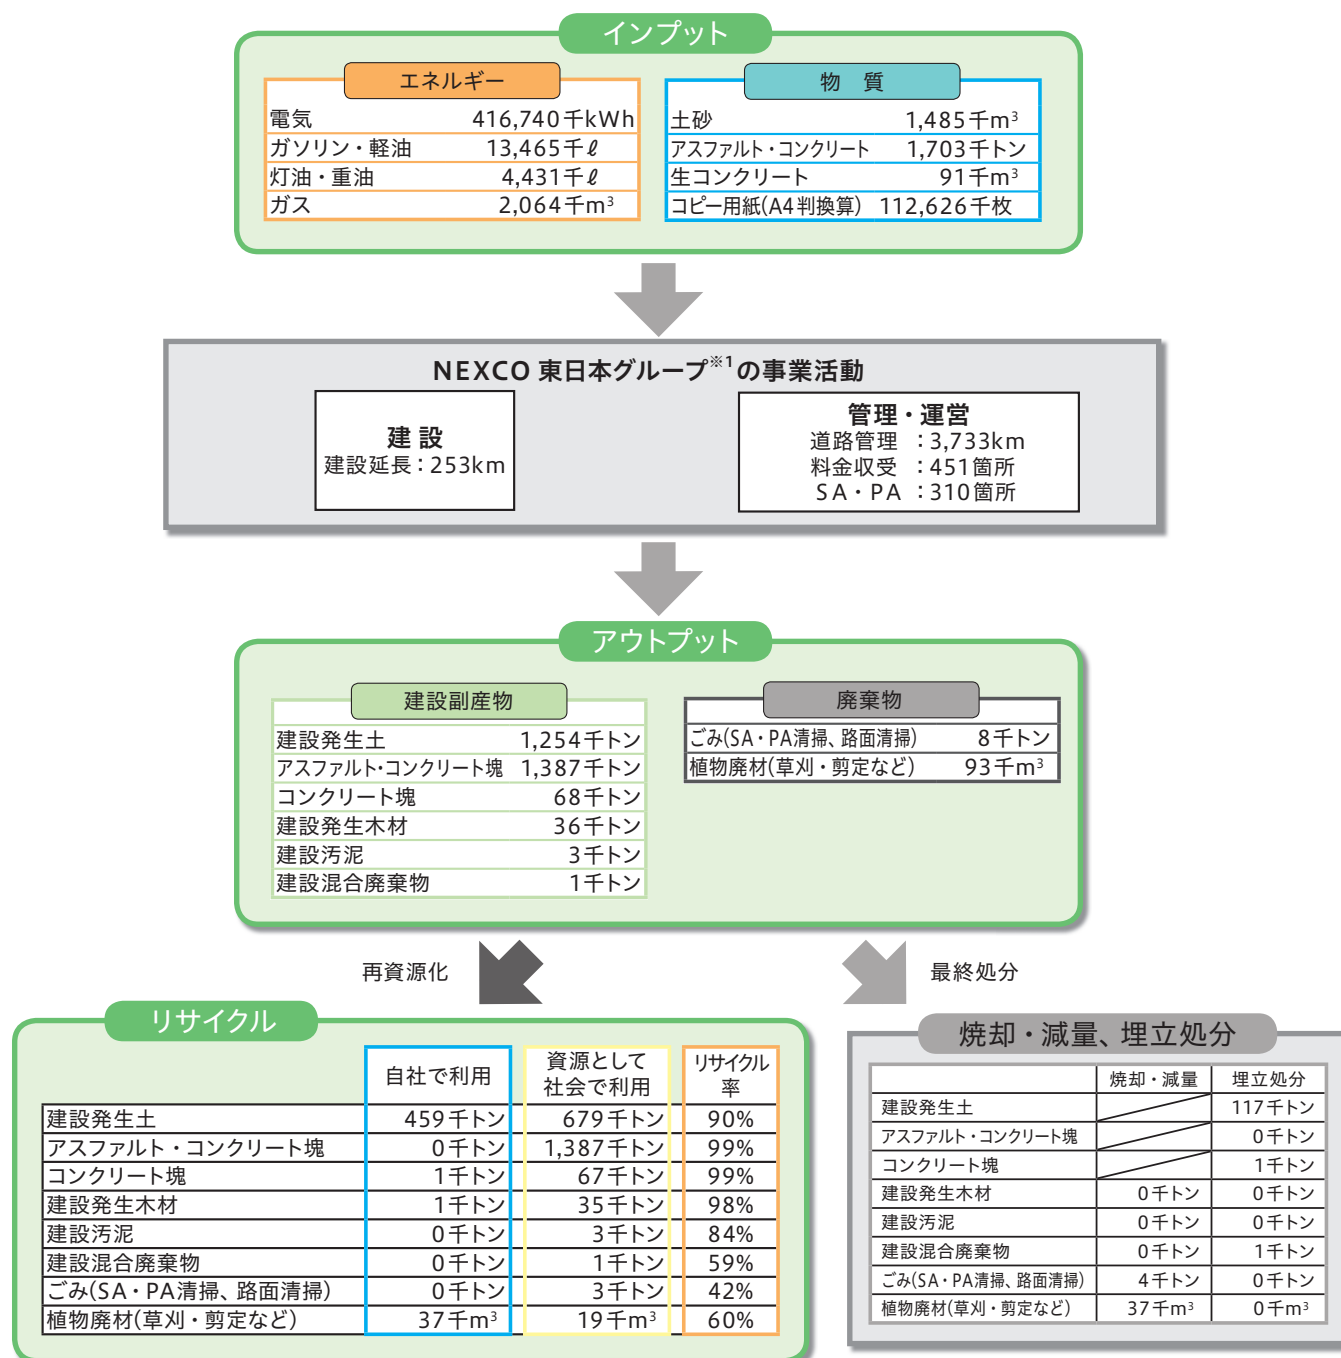 インプット
エネルギー
電気 416,740千kWh
ガソリン・軽油 13,465千ℓ
灯油・重油 4,431千ℓ
ガス 2,064千m³
物 質
土砂 1,485千m³
アスファルト・コンクリート 1,703千トン
生コンクリート 91千m³
コピー用紙(A4判換算) 112,626千枚
NEXCO 東日本グループ※1の事業活動
建 設
建設延長：253km
管理・運営
道路管理 ：3,733km
料金収受 ：451箇所
SA・PA ：310箇所
アウトプット
建設副産物
建設発生土 1,254千トン
アスファルト・コンクリート塊 1,387千トン
コンクリート塊 68千トン
建設発生木材 36千トン
建設汚泥 3千トン
建設混合廃棄物 1千トン
廃棄物
ごみ(SA・PA清掃、路面清掃) 8千トン
植物廃材(草刈・剪定など) 93千m³
再資源化
最終処分
リサイクル
自社で利用 資源として社会で利用 リサイクル率
建設発生土 459千トン 679千トン 90%
アスファルト・コンクリート塊 0千トン 1,387千トン 99%
コンクリート塊 1千トン 67千トン 99%
建設発生木材 1千トン 35千トン 98%
建設汚泥 0千トン 3千トン 84%
建設混合廃棄物 0千トン 1千トン 59%
ごみ(SA・PA清掃、路面清掃) 0千トン 3千トン 42%
植物廃材(草刈・剪定など) 37千m³ 19千m³ 60%
焼却・減量、埋立処分
焼却・減量 埋立処分
建設発生土 117千トン
アスファルト・コンクリート塊 0千トン
コンクリート塊 1千トン
建設発生木材 0千トン 0千トン
建設汚泥 0千トン 0千トン
建設混合廃棄物 0千トン 1千トン
ごみ(SA・PA清掃、路面清掃) 4千トン 0千トン
植物廃材(草刈・剪定など) 37千m³ 0千m³